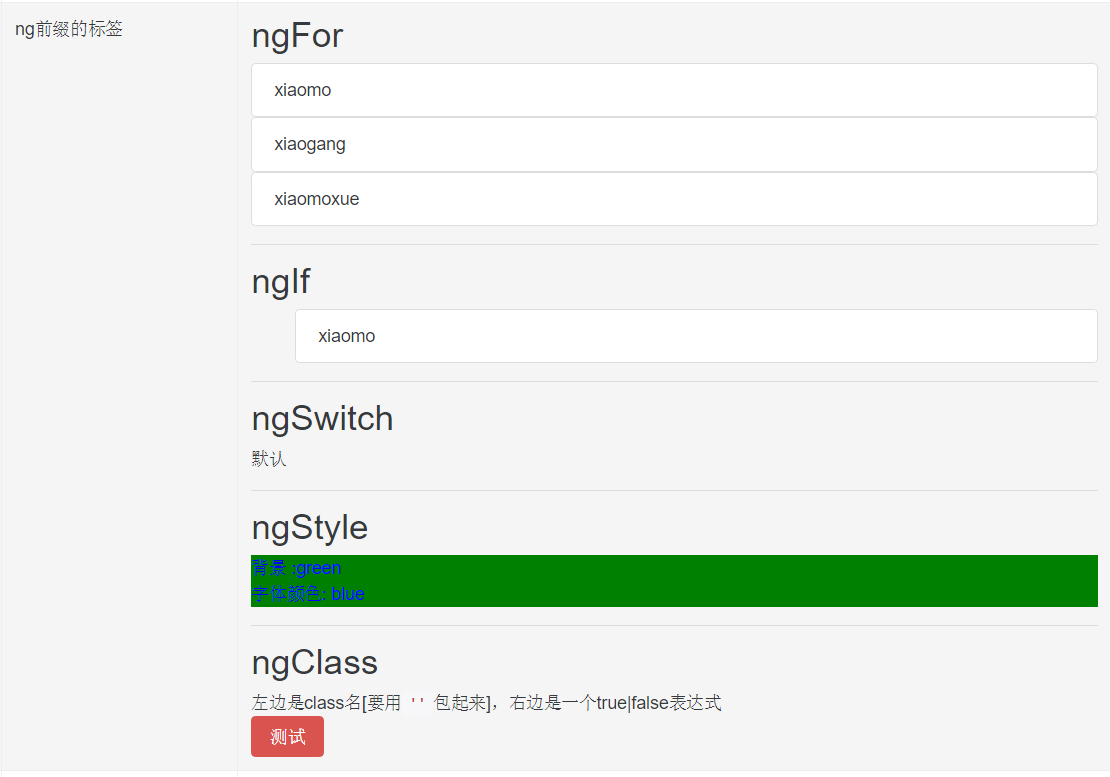 ng前缀的标签
ngFor
xiaomo
xiaogang
xiaomoxue
ngIf
xiaomo
ngSwitch
默认
ngStyle
背景 :green
字体颜色: blue
ngClass
左边是class名[要用 '' 包起来]，右边是一个true|false表达式
测试